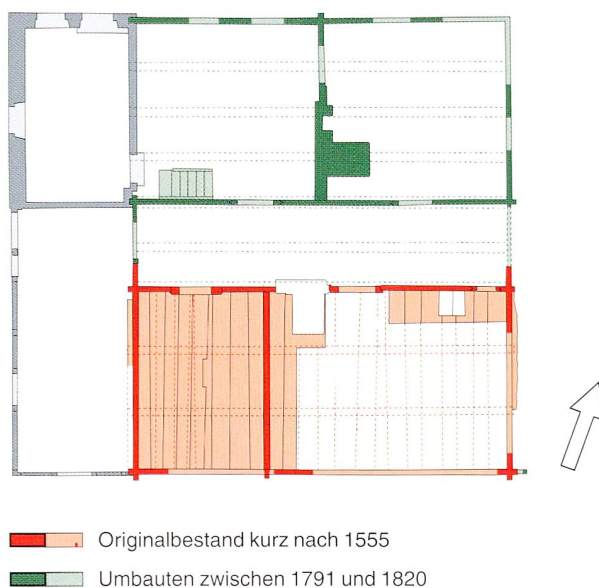 Originalbestand kurz nach 1555
Umbauten zwischen 1791 und 1820